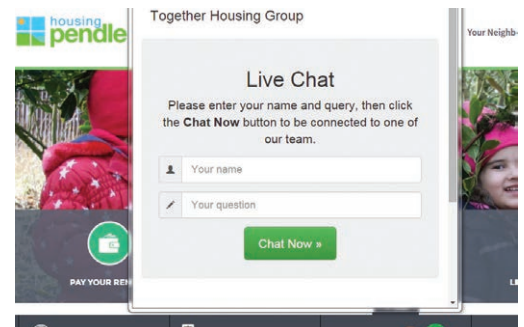 Together Housing Group
housing
pendle
Your Neighb
Live Chat
Please enter your name and query, then click
the Chat Now button to be connected to one of
our team.
Your name
Your question
Chat Now »
PAY YOUR REN